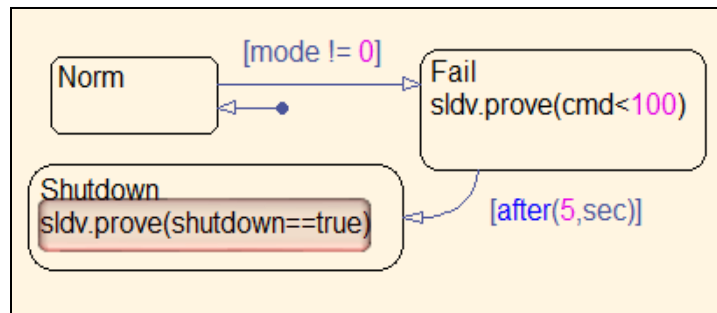 [mode != 0]
Norm
Fail
sldv.prove(cmd<100)
Shutdown
sldv.prove(shutdown==true)
[after(5,sec)]